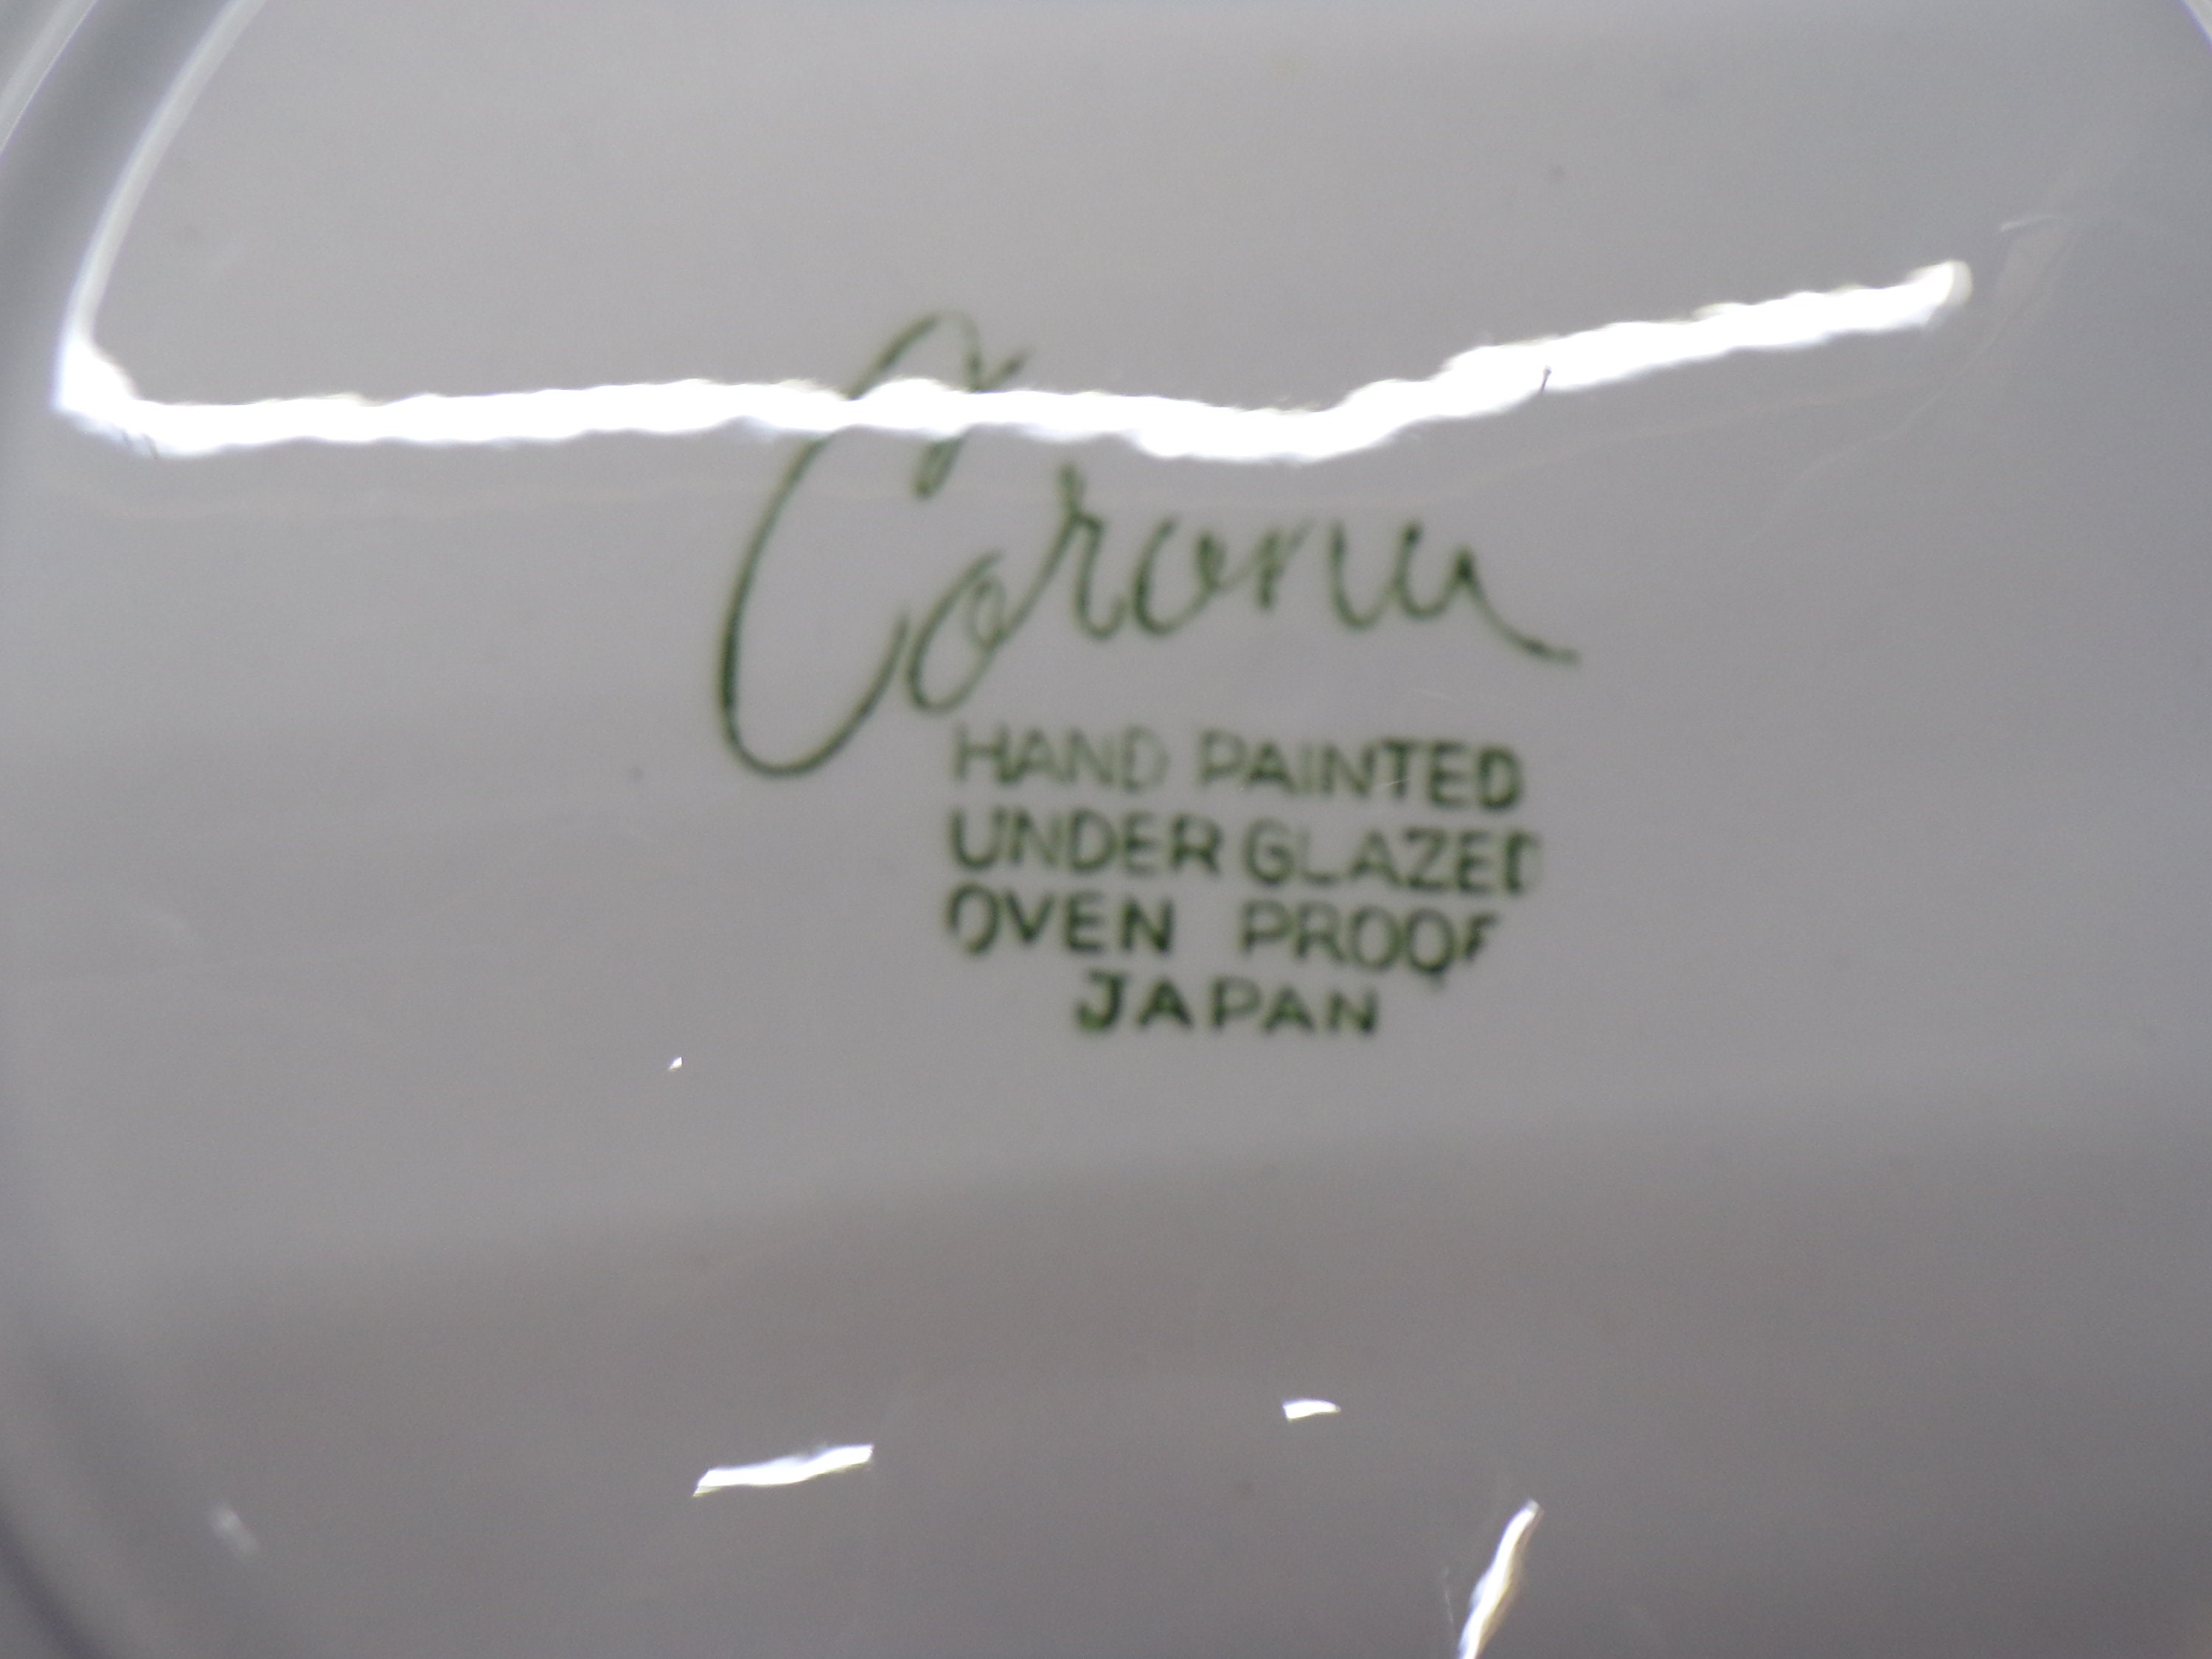 Corona
HAND PAINTED
UNDER GLAZED
OVEN PROOF
JAPAN